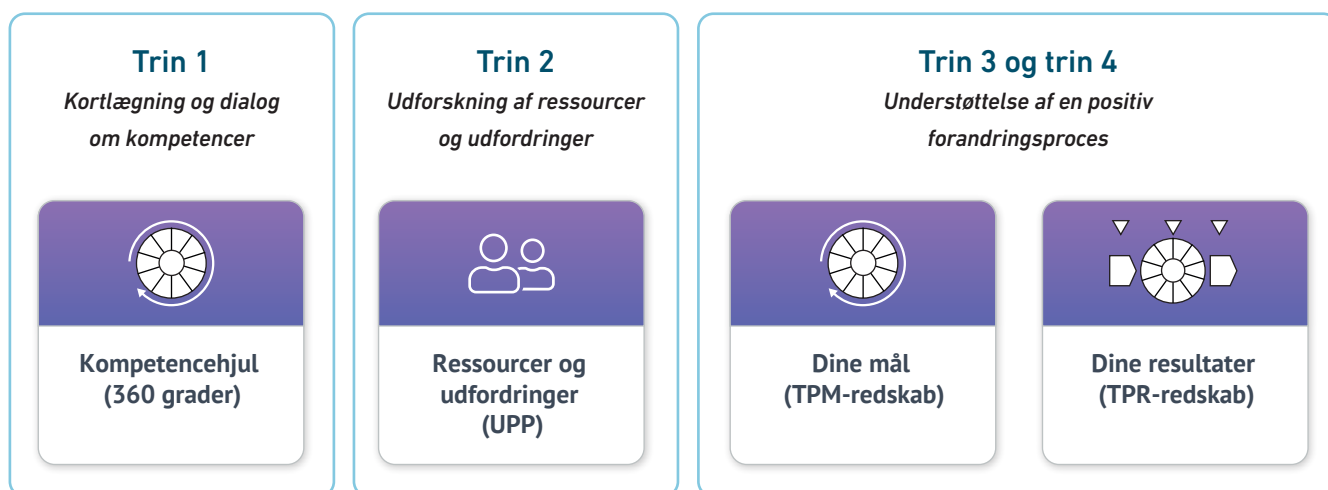 Trin 1
Kortlægning og dialog
om kompetencer
Kompetencehjul
(360 grader)
Trin 2
Udforskning af ressourcer
og udfordringer
Ressourcer og
udfordringer
(UPP)
Trin 3 og trin 4
Understøttelse af en positiv
forandringsproces
Dine mål
(TPM-redskab)
Dine resultater
(TPR-redskab)